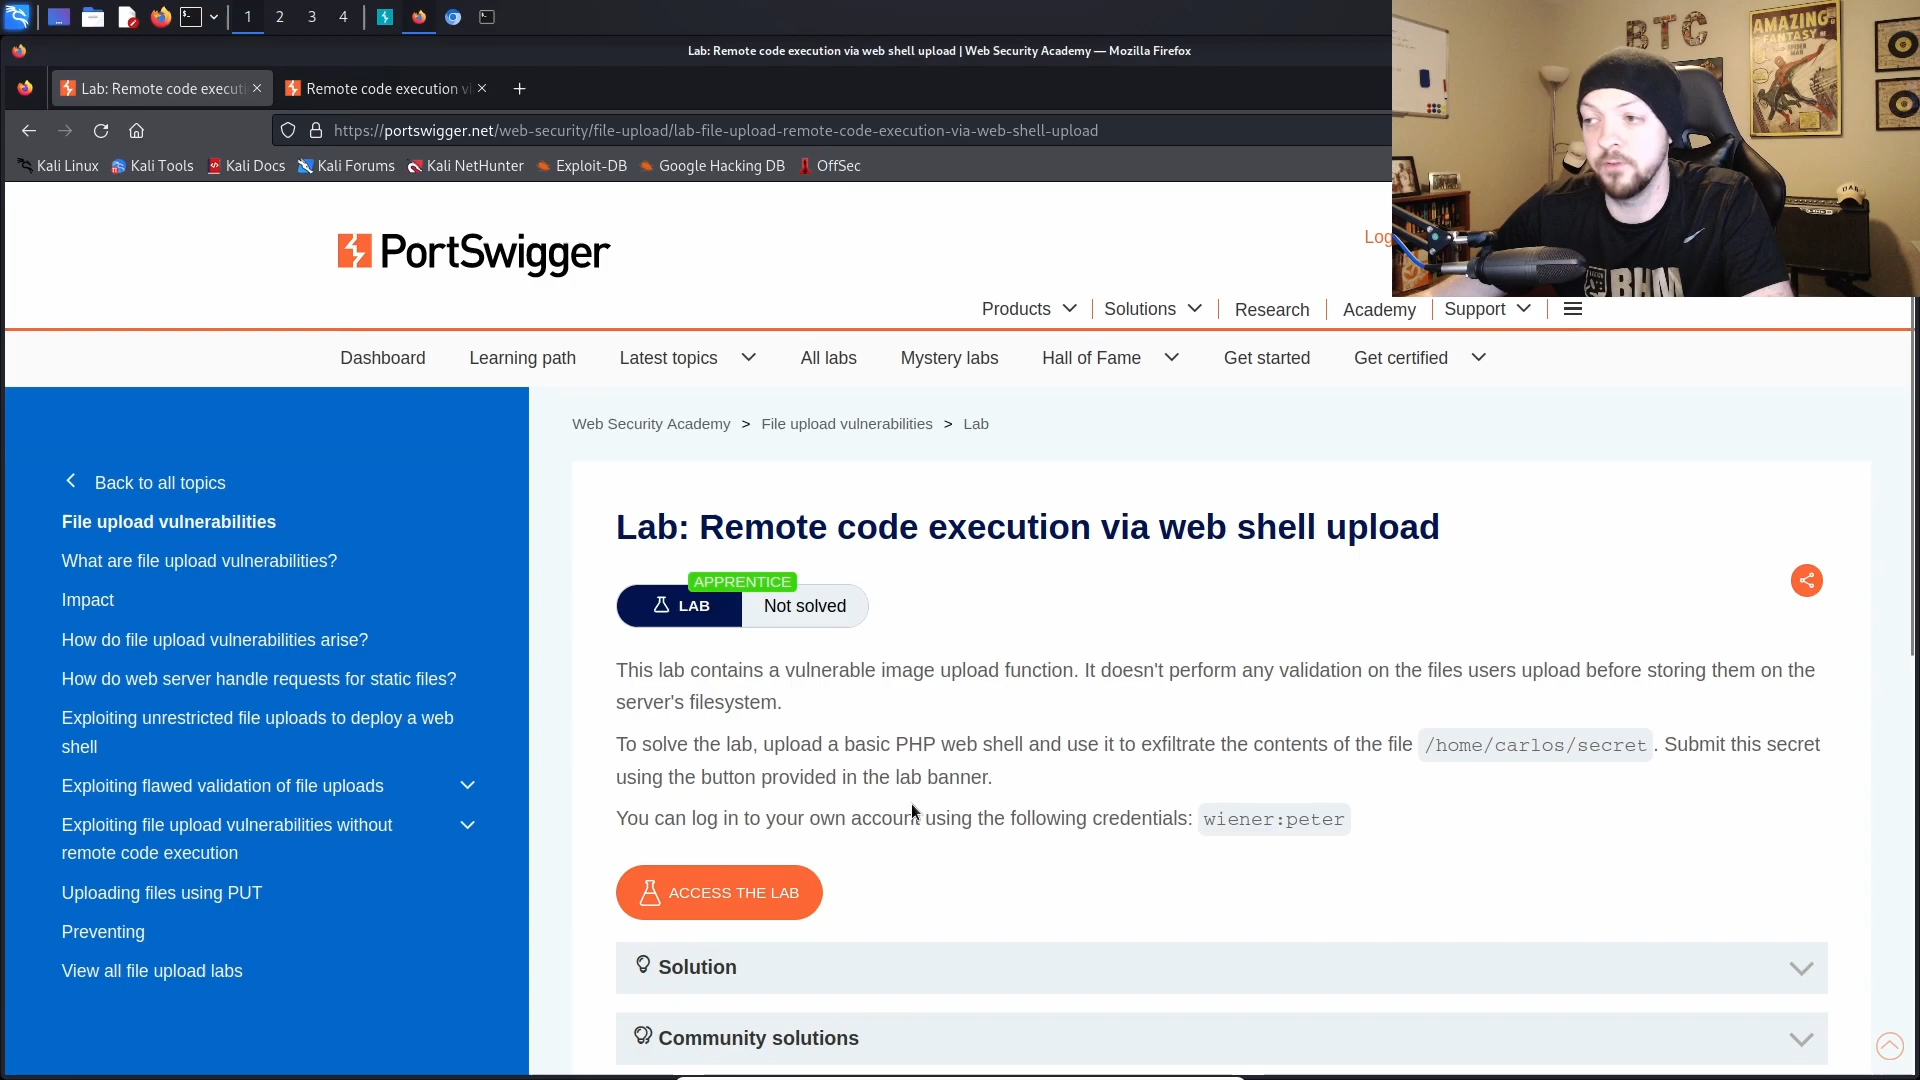 1 2 3 4
Lab: Remote code execution via web shell upload | Web Security Academy — Mozilla Firefox
Lab: Remote code executi
Remote code execution v
https://portswigger.net/web-security/file-upload/lab-file-upload-remote-code-execution-via-web-shell-upload
Kali Linux Kali Tools Kali Docs Kali Forums Kali NetHunter Exploit-DB Google Hacking DB OffSec
BTC
AMAZING
FANTASY
BHM
PortSwigger
Log
Products Solutions Research Academy Support
Dashboard Learning path Latest topics All labs Mystery labs Hall of Fame Get started Get certified
Web Security Academy > File upload vulnerabilities > Lab
Back to all topics
File upload vulnerabilities
What are file upload vulnerabilities?
Impact
How do file upload vulnerabilities arise?
How do web server handle requests for static files?
Exploiting unrestricted file uploads to deploy a web
shell
Exploiting flawed validation of file uploads
Exploiting file upload vulnerabilities without
remote code execution
Uploading files using PUT
Preventing
View all file upload labs
Lab: Remote code execution via web shell upload
APPRENTICE
LAB Not solved
This lab contains a vulnerable image upload function. It doesn't perform any validation on the files users upload before storing them on the
server's filesystem.
To solve the lab, upload a basic PHP web shell and use it to exfiltrate the contents of the file /home/carlos/secret. Submit this secret
using the button provided in the lab banner.
You can log in to your own account using the following credentials: wiener:peter
ACCESS THE LAB
Solution
Community solutions